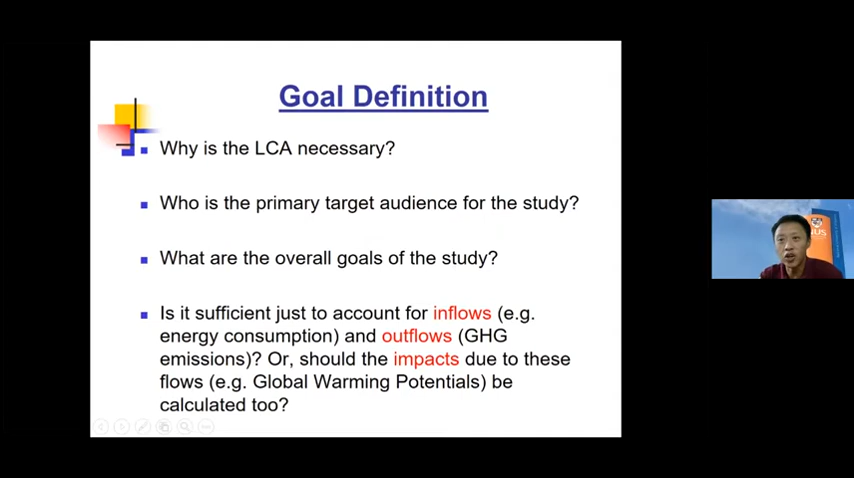 Goal Definition
Why is the LCA necessary?
Who is the primary target audience for the study?
What are the overall goals of the study?
Is it sufficient just to account for inflows (e.g.
energy consumption) and outflows (GHG
emissions)? Or, should the impacts due to these
flows (e.g. Global Warming Potentials) be
calculated too?
NUS